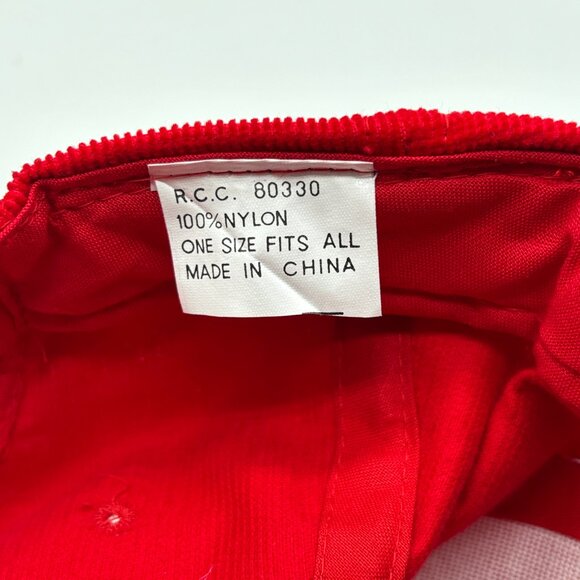 R.C.C. 80330
100%NYLON
ONE SIZE FITS ALL
MADE IN CHINA